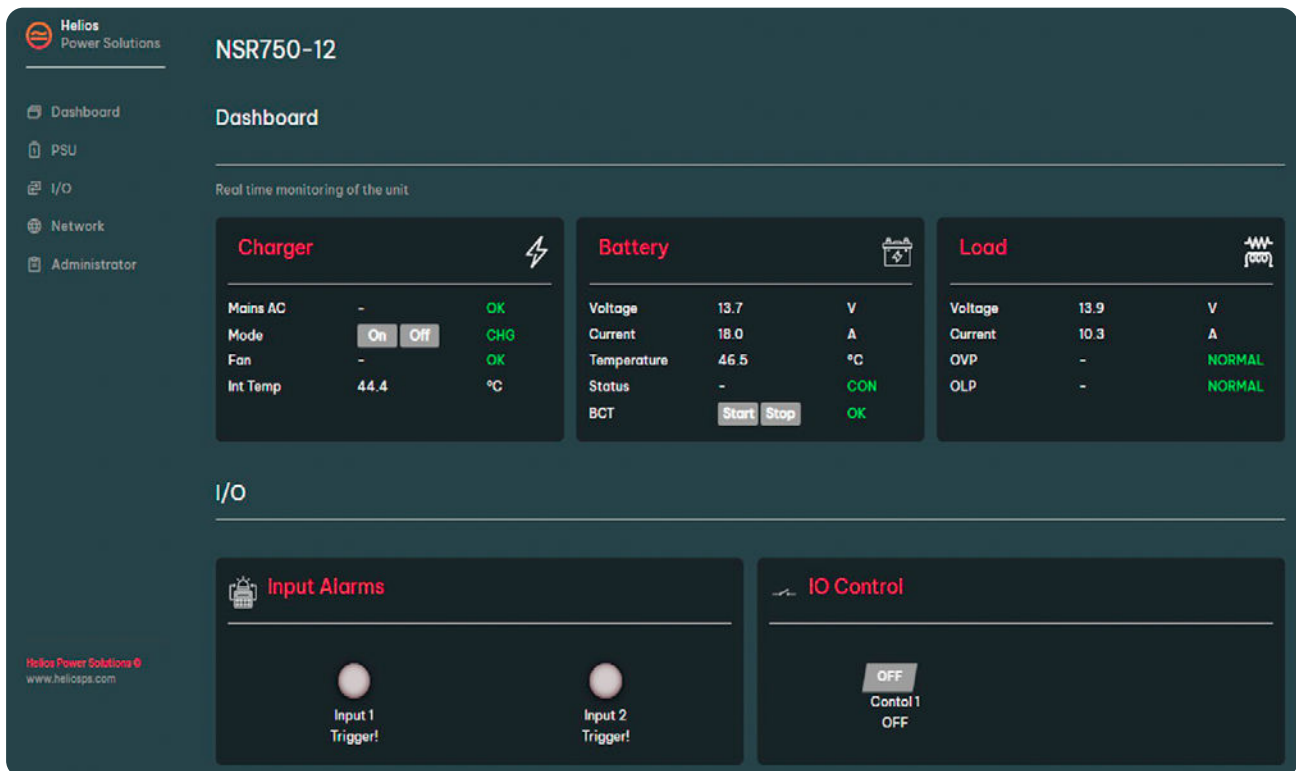 Helios
Power Solutions
NSR750-12
Dashboard
PSU
I/O
Network
Administrator
Dashboard
Real time monitoring of the unit
Charger
Mains AC - OK
Mode On Off CHG
Fan - OK
Int Temp 44.4 ºC
Battery
Voltage 13.7 V
Current 18.0 A
Temperature 46.5 ºC
Status - CON
BCT Start Stop OK
Load
Voltage 13.9 V
Current 10.3 A
OVP - NORMAL
OLP - NORMAL
I/O
Input Alarms
Input 1
Trigger!
Input 2
Trigger!
IO Control
OFF
Contol 1
OFF
Helios Power Solutions ©
www.heliosps.com